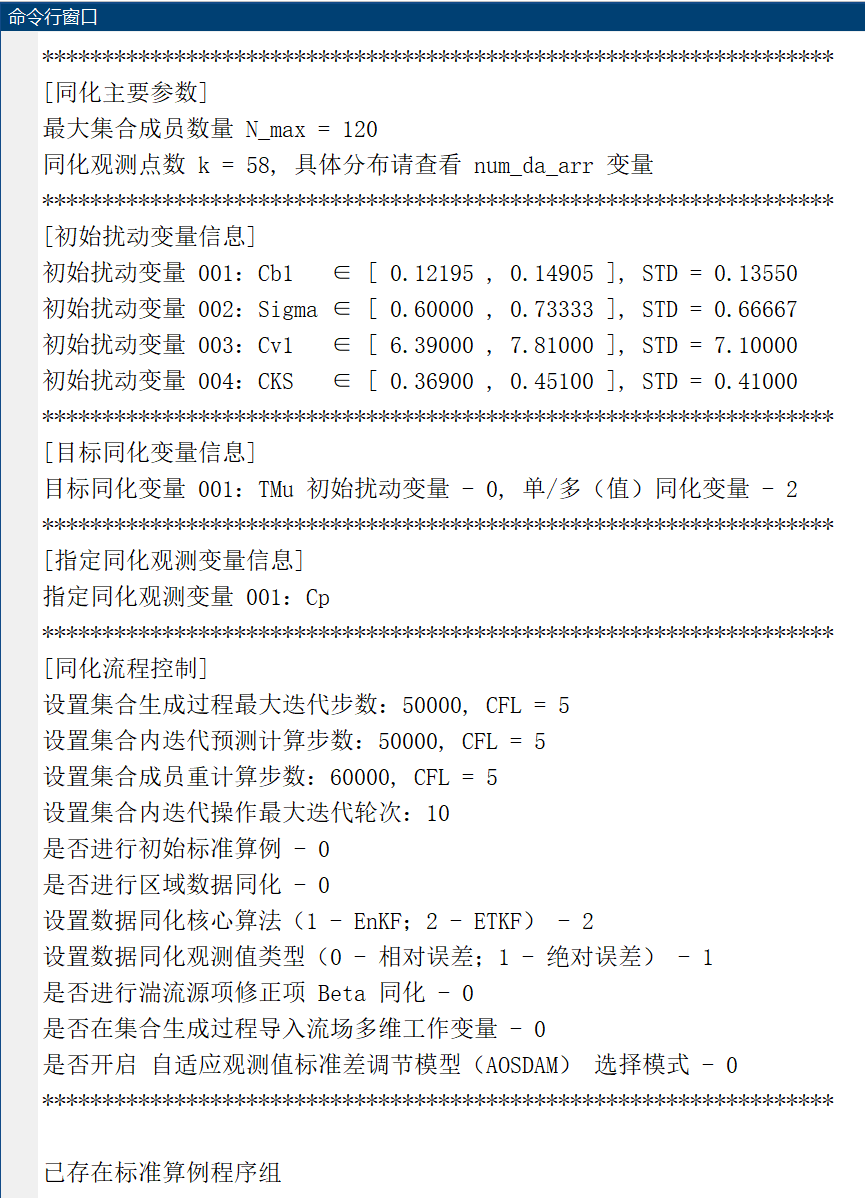 命令行窗口
******************************************************************
[同化主要参数]
最大集合成员数量 N_max = 120
同化观测点数 k = 58, 具体分布请查看 num_da_arr 变量
******************************************************************
[初始扰动变量信息]
初始扰动变量 001：Cb1   ∈ [ 0.12195 , 0.14905 ], STD = 0.13550
初始扰动变量 002：Sigma ∈ [ 0.60000 , 0.73333 ], STD = 0.66667
初始扰动变量 003：Cv1   ∈ [ 6.39000 , 7.81000 ], STD = 7.10000
初始扰动变量 004：CKS   ∈ [ 0.36900 , 0.45100 ], STD = 0.41000
******************************************************************
[目标同化变量信息]
目标同化变量 001：TMu 初始扰动变量 - 0, 单/多（值）同化变量 - 2
******************************************************************
[指定同化观测变量信息]
指定同化观测变量 001：Cp
******************************************************************
[同化流程控制]
设置集合生成过程最大迭代步数：50000, CFL = 5
设置集合内迭代预测计算步数：50000, CFL = 5
设置集合成员重计算步数：60000, CFL = 5
设置集合内迭代操作最大迭代轮次：10
是否进行初始标准算例 - 0
是否进行区域数据同化 - 0
设置数据同化核心算法（1 - EnKF；2 - ETKF） - 2
设置数据同化观测值类型（0 - 相对误差；1 - 绝对误差） - 1
是否进行湍流源项修正项 Beta 同化 - 0
是否在集合生成过程导入流场多维工作变量 - 0
是否开启 自适应观测值标准差调节模型（AOSDAM） 选择模式 - 0
******************************************************************
已存在标准算例程序组